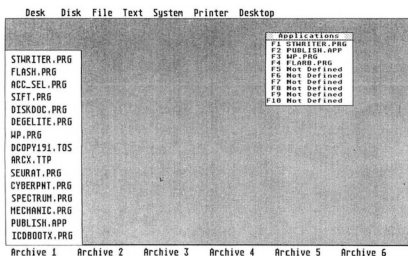 Desk Disk File Text System Printer Desktop
Applications
F1 STWRITER.PRG
F2 PUBLISH.APP
F3 WP.PRG
F4 FLARB.PRG
F5 Not Defined
F6 Not Defined
F7 Not Defined
F8 Not Defined
F9 Not Defined
F10 Not Defined
STWRITER.PRG
FLASH.PRG
ACC_SEL.PRG
SIFT.PRG
DISKDOC.PRG
DEGELITE.PRG
WP.PRG
DCOPY191.TOS
ARCX.TTP
SEURAT.PRG
CYBERPNT.PRG
SPECTRUM.PRG
MECHANIC.PRG
PUBLISH.APP
ICDBOOTX.PRG
Archive 1 Archive 2 Archive 3 Archive 4 Archive 5 Archive 6